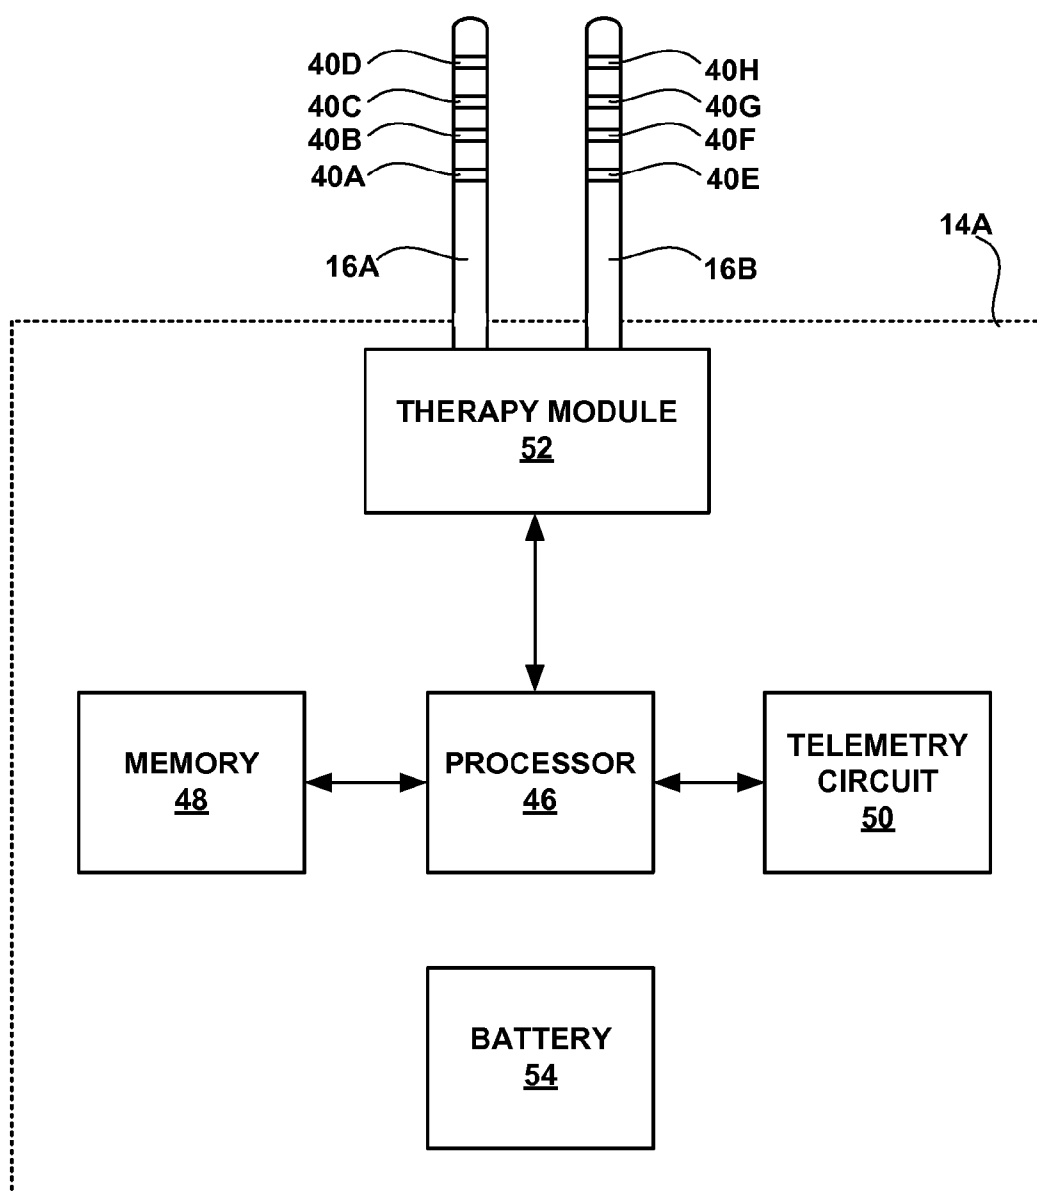 40D
40H
40C
40G
40B
40F
40A
40E
14A
16A
16B
THERAPY MODULE
52
MEMORY
48
PROCESSOR
46
TELEMETRY
CIRCUIT
50
BATTERY
54